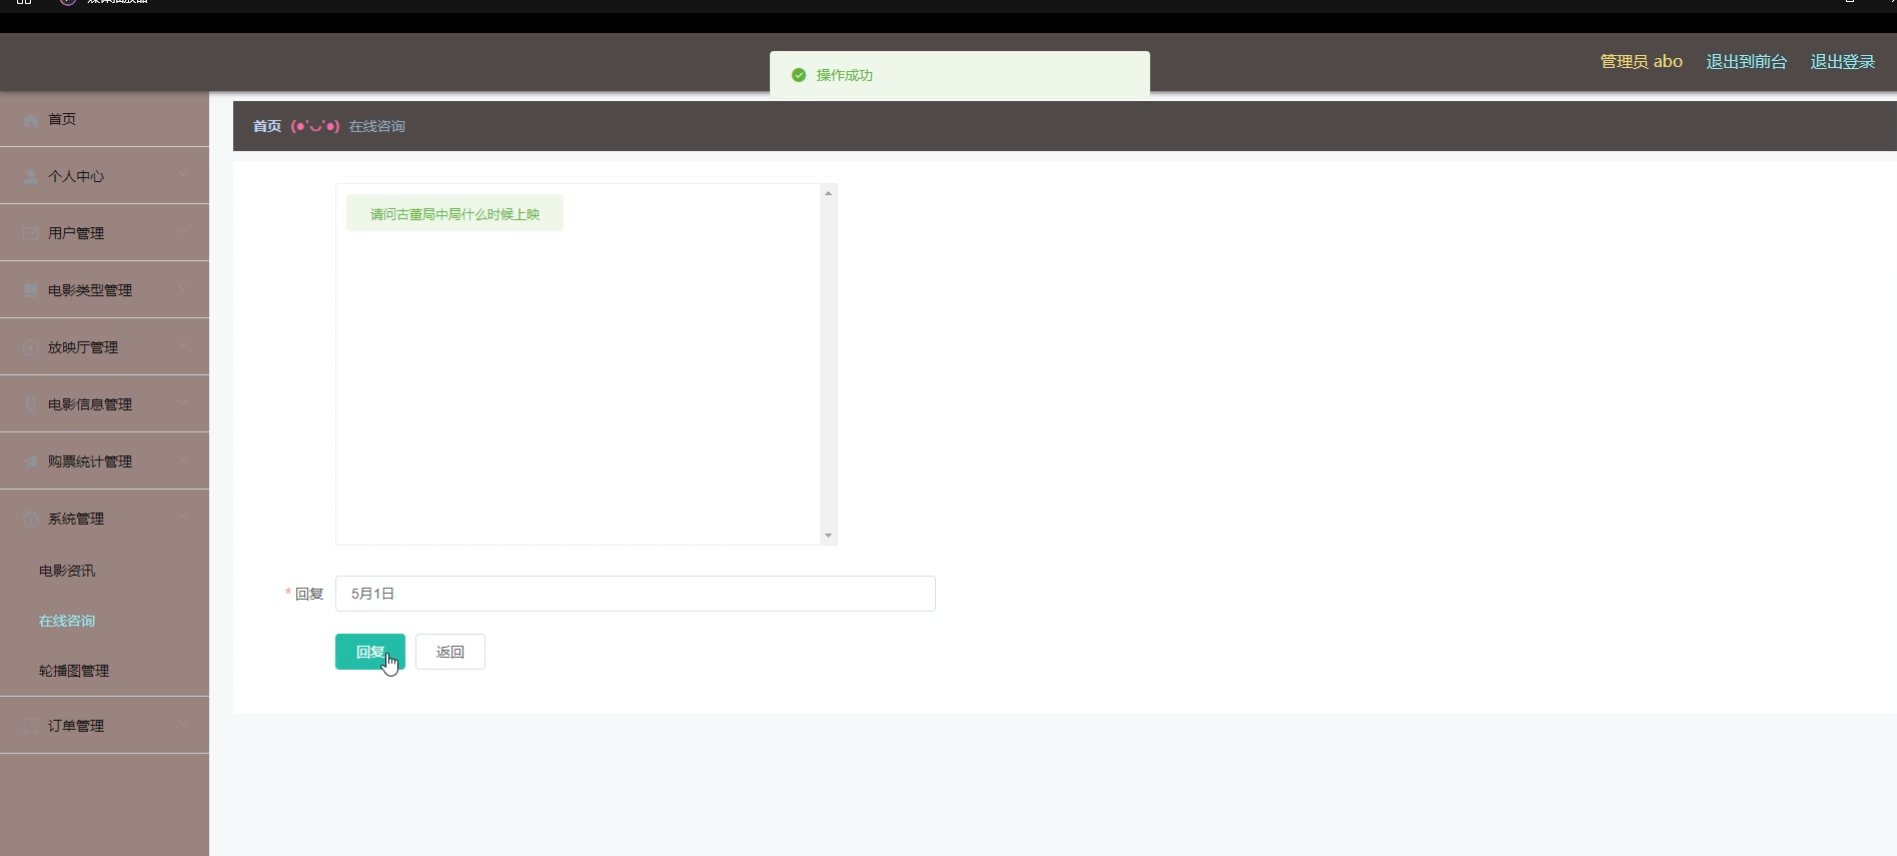 操作成功
管理员 abo 退出到前台 退出登录
首页 (●'◡'●) 在线咨询
首页
个人中心
用户管理
电影类型管理
放映厅管理
电影信息管理
购票统计管理
系统管理
电影资讯
在线咨询
轮播图管理
订单管理
请问古董局中局什么时候上映
* 回复 5月1日
回复 返回